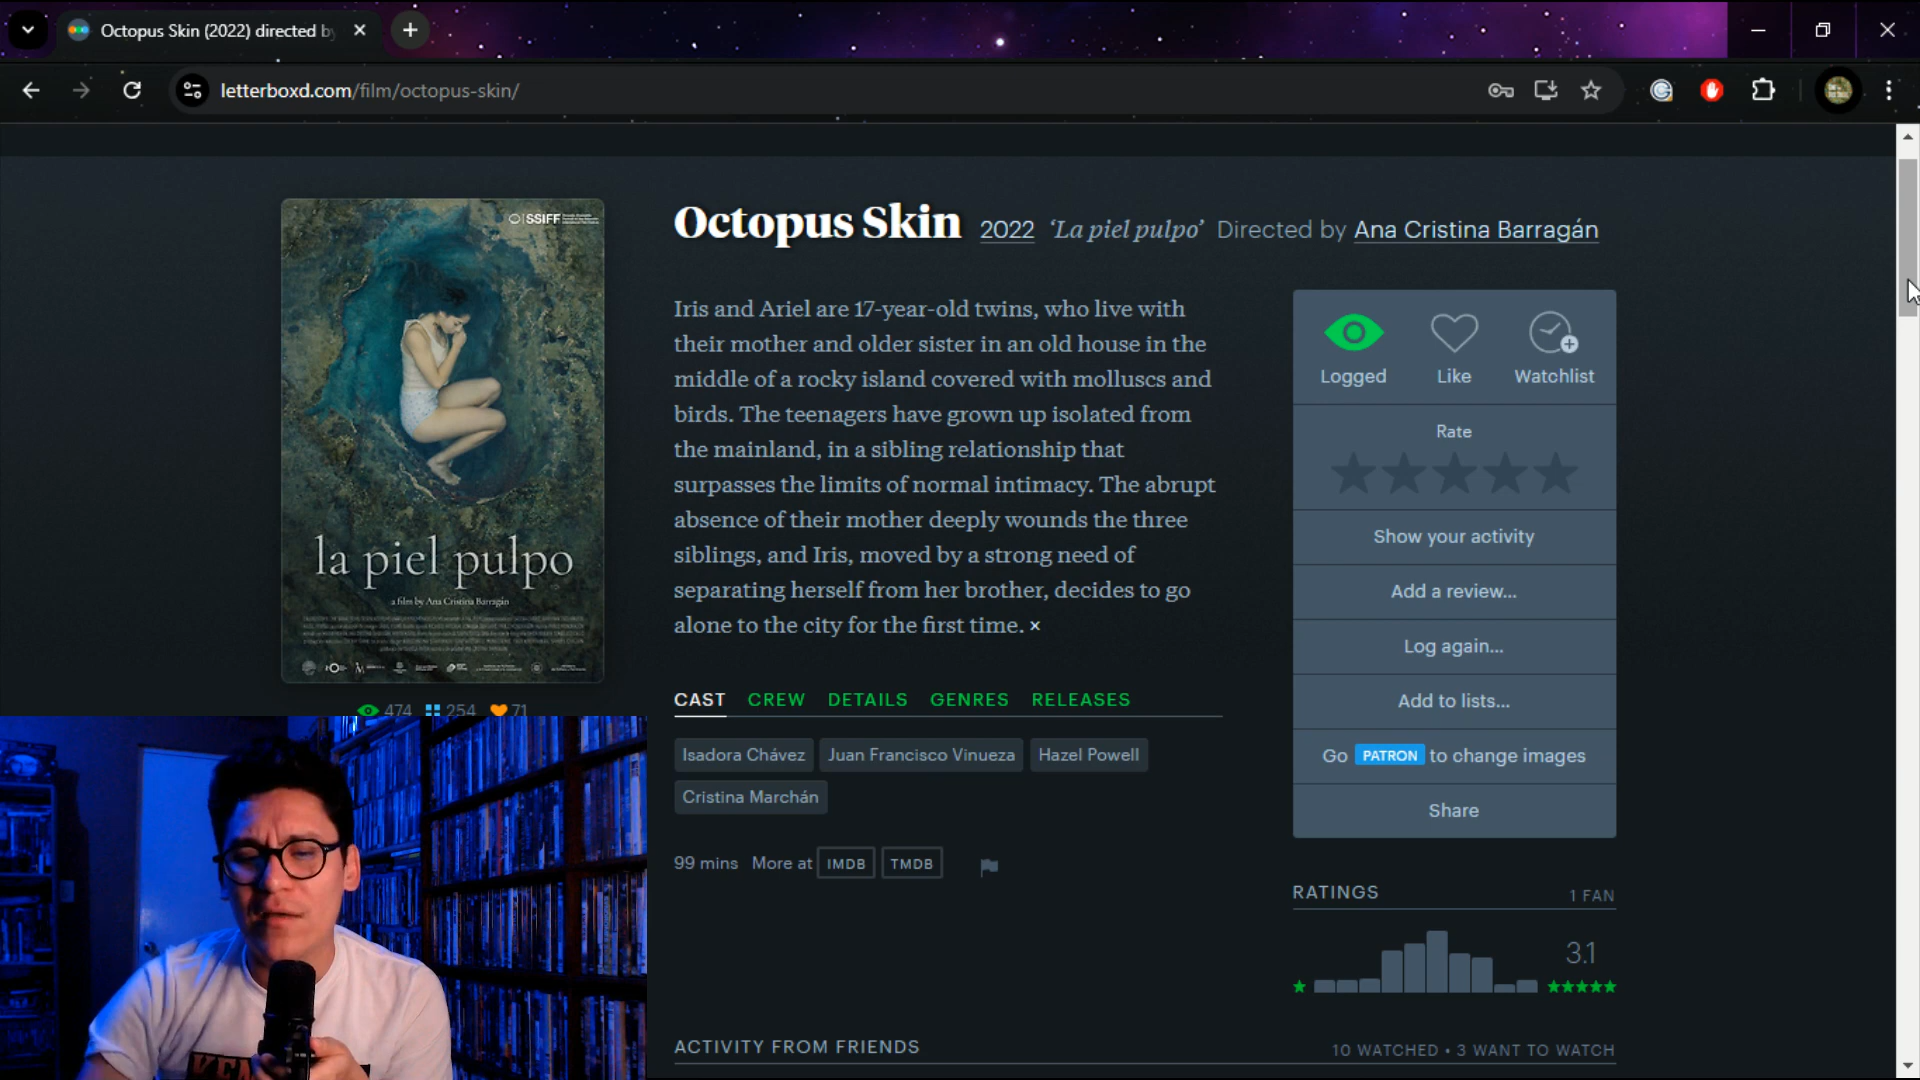 Octopus Skin (2022) directed by
letterboxd.com/film/octopus-skin/
SSIFF
la piel pulpo
a film by Ana Cristina Barragán
474 254 71
Octopus Skin 2022 ‘La piel pulpo’ Directed by Ana Cristina Barragán
Iris and Ariel are 17-year-old twins, who live with
their mother and older sister in an old house in the
middle of a rocky island covered with molluscs and
birds. The teenagers have grown up isolated from
the mainland, in a sibling relationship that
surpasses the limits of normal intimacy. The abrupt
absence of their mother deeply wounds the three
siblings, and Iris, moved by a strong need of
separating herself from her brother, decides to go
alone to the city for the first time. ×
CAST CREW DETAILS GENRES RELEASES
Isadora Chávez Juan Francisco Vinueza Hazel Powell
Cristina Marchán
99 mins More at IMDB TMDB
Logged Like Watchlist
Rate
Show your activity
Add a review...
Log again...
Add to lists...
Go PATRON to change images
Share
RATINGS 1 FAN
3.1
ACTIVITY FROM FRIENDS 10 WATCHED • 3 WANT TO WATCH